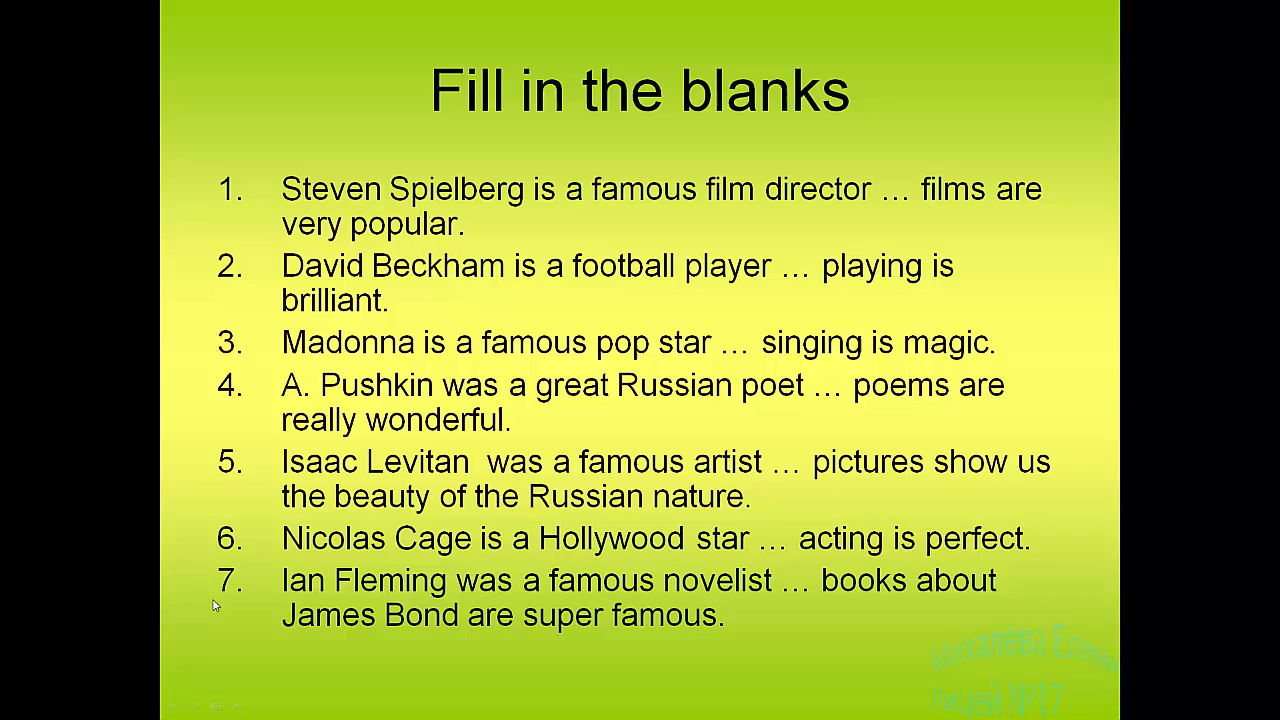 Fill in the blanks
1. Steven Spielberg is a famous film director … films are
very popular.
2. David Beckham is a football player … playing is
brilliant.
3. Madonna is a famous pop star … singing is magic.
4. A. Pushkin was a great Russian poet … poems are
really wonderful.
5. Isaac Levitan was a famous artist … pictures show us
the beauty of the Russian nature.
6. Nicolas Cage is a Hollywood star … acting is perfect.
7. Ian Fleming was a famous novelist … books about
James Bond are super famous.
Михалёва Елен
лицей №17